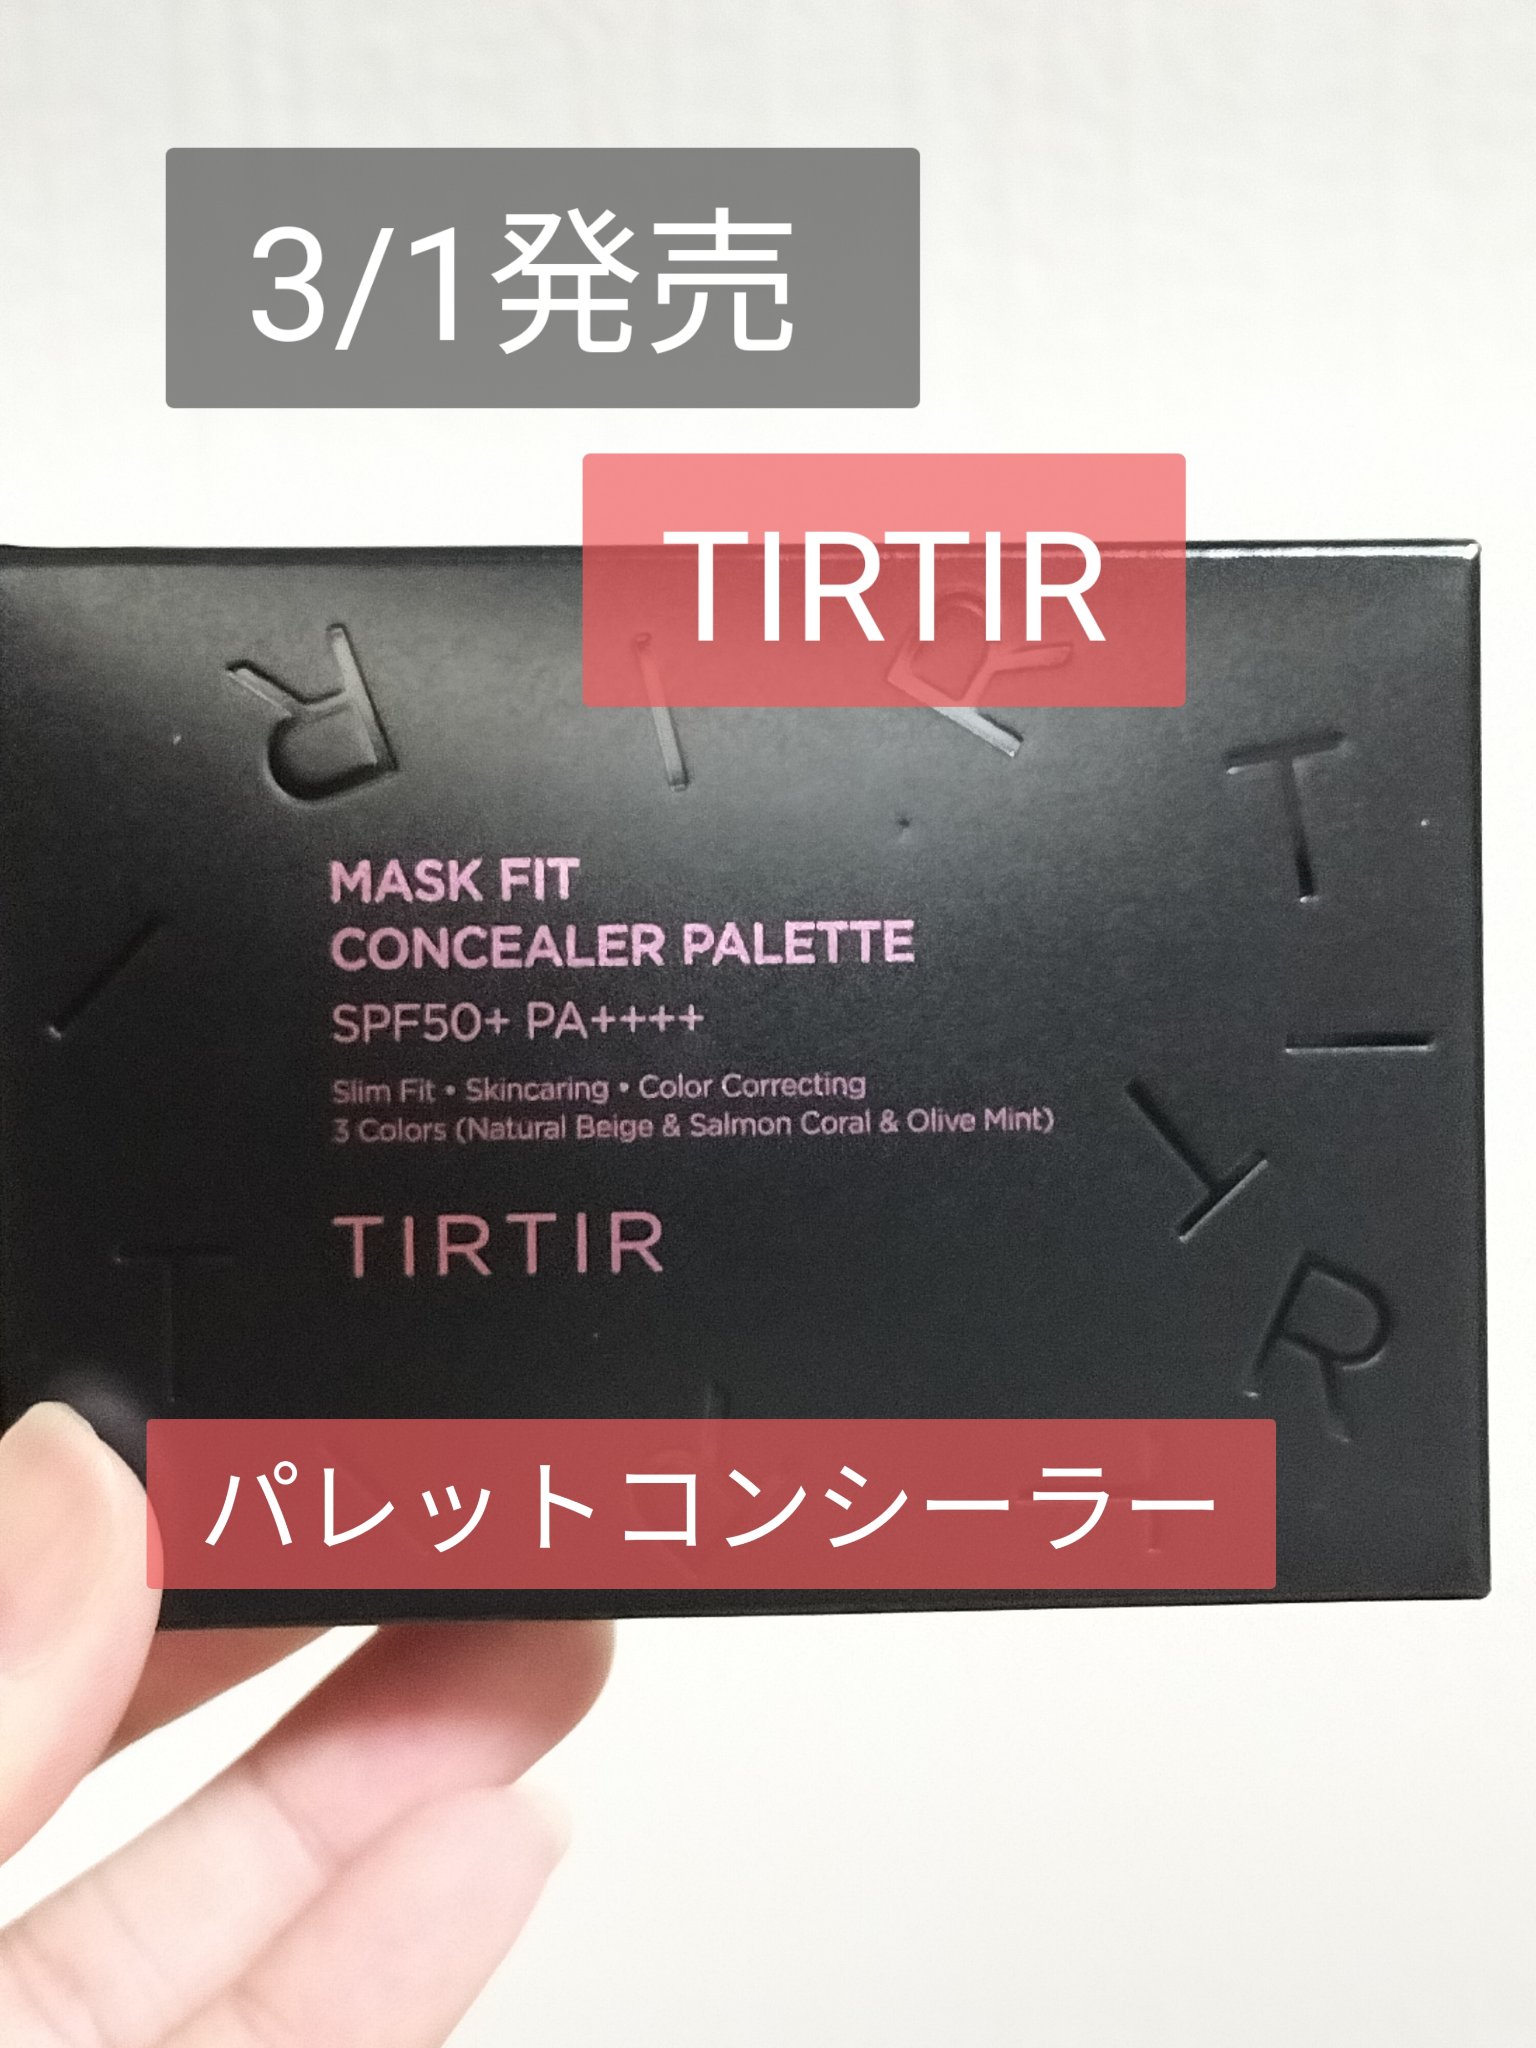 3/1発売
TIRTIR
MASK FIT
CONCEALER PALETTE
SPF50+ PA++++
Slim Fit • Skincaring • Color Correcting
3 Colors (Natural Beige & Salmon Coral & Olive Mint)
TIRTIR
パレットコンシーラー